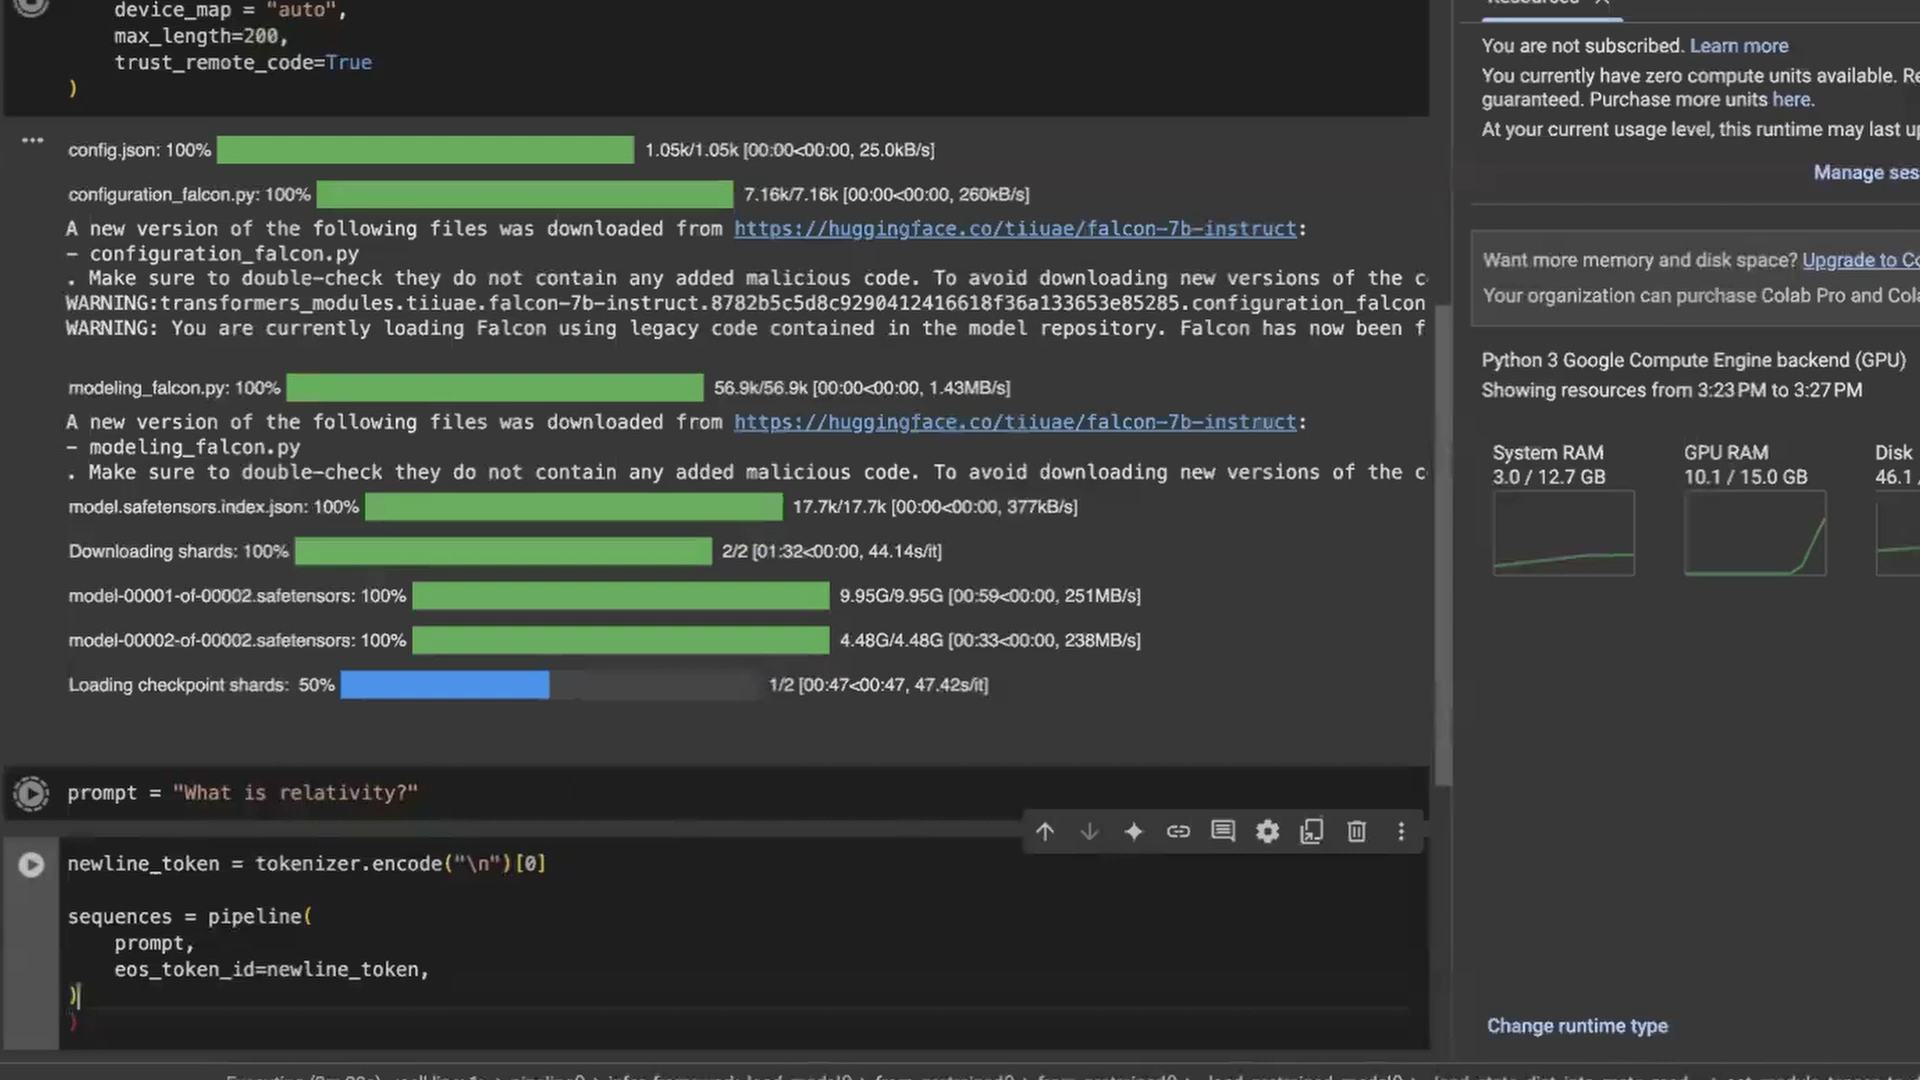 device_map = "auto",
max_length=200,
trust_remote_code=True
)
config.json: 100% 1.05k/1.05k [00:00<00:00, 25.0kB/s]
configuration_falcon.py: 100% 7.16k/7.16k [00:00<00:00, 260kB/s]
A new version of the following files was downloaded from https://huggingface.co/tiiuae/falcon-7b-instruct:
- configuration_falcon.py
. Make sure to double-check they do not contain any added malicious code. To avoid downloading new versions of the c
WARNING:transformers_modules.tiiuae.falcon-7b-instruct.8782b5c5d8c9290412416618f36a133653e85285.configuration_falcon
WARNING: You are currently loading Falcon using legacy code contained in the model repository. Falcon has now been f
modeling_falcon.py: 100% 56.9k/56.9k [00:00<00:00, 1.43MB/s]
A new version of the following files was downloaded from https://huggingface.co/tiiuae/falcon-7b-instruct:
- modeling_falcon.py
. Make sure to double-check they do not contain any added malicious code. To avoid downloading new versions of the c
model.safetensors.index.json: 100% 17.7k/17.7k [00:00<00:00, 377kB/s]
Downloading shards: 100% 2/2 [01:32<00:00, 44.14s/it]
model-00001-of-00002.safetensors: 100% 9.95G/9.95G [00:59<00:00, 251MB/s]
model-00002-of-00002.safetensors: 100% 4.48G/4.48G [00:33<00:00, 238MB/s]
Loading checkpoint shards: 50% 1/2 [00:47<00:47, 47.42s/it]
prompt = "What is relativity?"
newline_token = tokenizer.encode("\n")[0]
sequences = pipeline(
prompt,
eos_token_id=newline_token,
)
)
You are not subscribed. Learn more
You currently have zero compute units available. Re
guaranteed. Purchase more units here.
At your current usage level, this runtime may last up
Manage ses
Want more memory and disk space? Upgrade to Co
Your organization can purchase Colab Pro and Cola
Python 3 Google Compute Engine backend (GPU)
Showing resources from 3:23 PM to 3:27 PM
System RAM
3.0 / 12.7 GB
GPU RAM
10.1 / 15.0 GB
Disk
46.1 /
Change runtime type